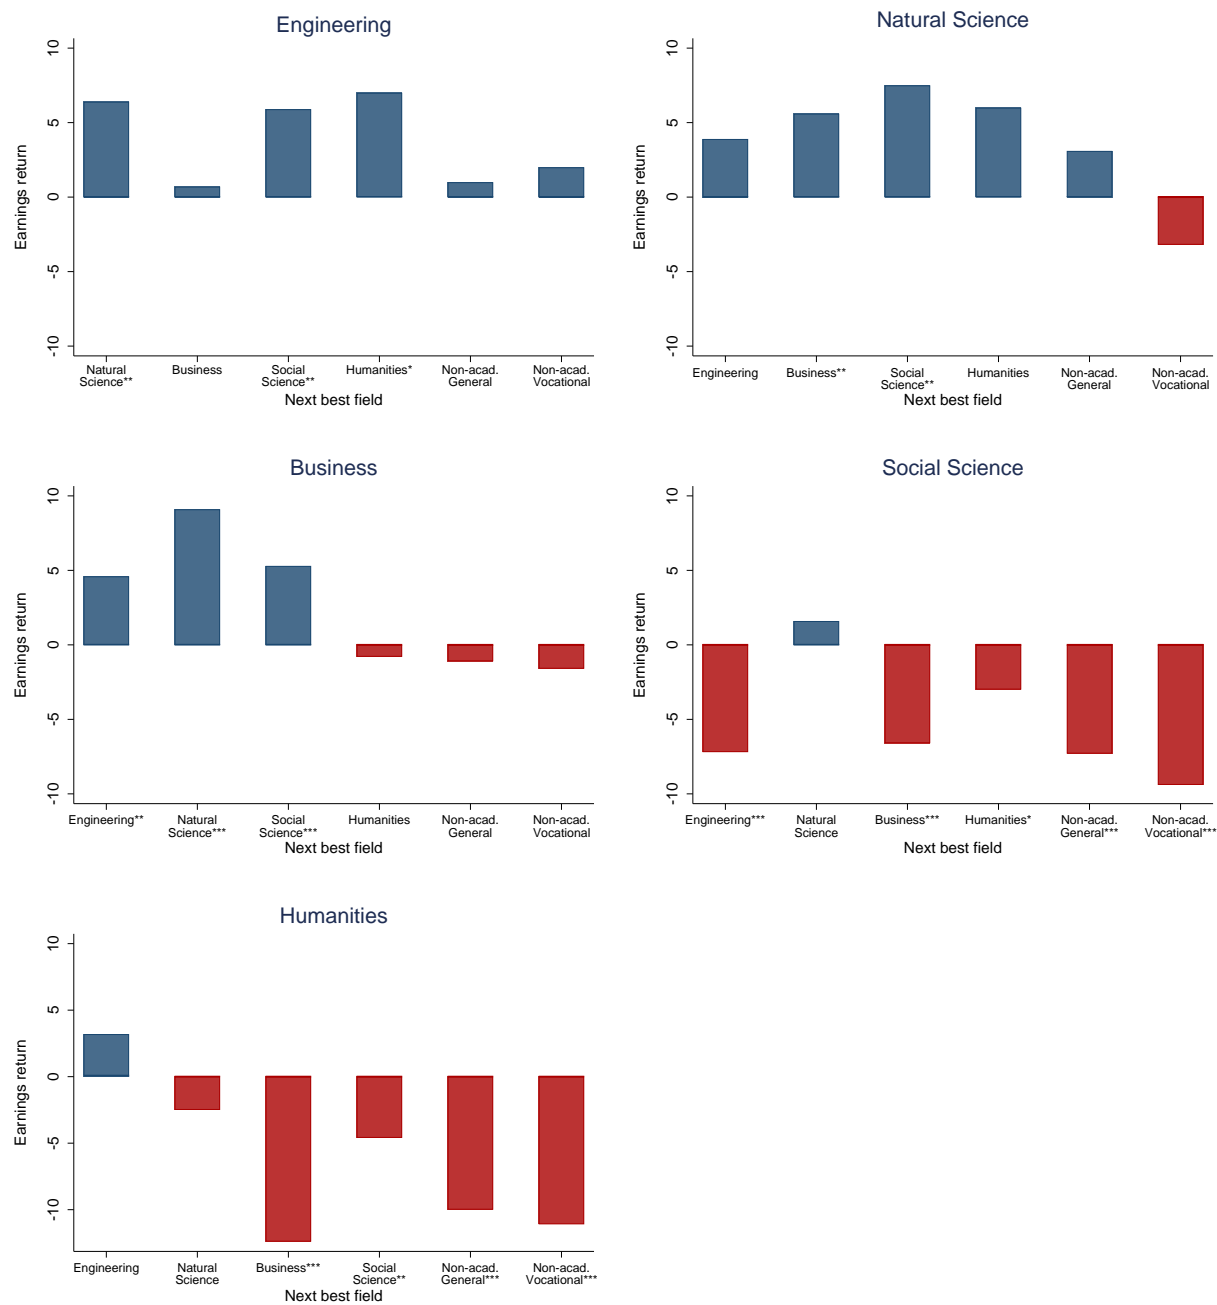 Engineering
10
5
0
-5
-10
Earnings return
Natural
Science**
Business
Social
Science**
Humanities*
Non-acad.
General
Non-acad.
Vocational
Next best field
Natural Science
10
5
0
-5
-10
Earnings return
Engineering
Business**
Social
Science**
Humanities
Non-acad.
General
Non-acad.
Vocational
Next best field
Business
10
5
0
-5
-10
Earnings return
Engineering**
Natural
Science***
Social
Science***
Humanities
Non-acad.
General
Non-acad.
Vocational
Next best field
Social Science
10
5
0
-5
-10
Earnings return
Engineering***
Natural
Science
Business***
Humanities*
Non-acad.
General***
Non-acad.
Vocational***
Next best field
Humanities
10
5
0
-5
-10
Earnings return
Engineering
Natural
Science
Business***
Social
Science**
Non-acad.
General***
Non-acad.
Vocational***
Next best field